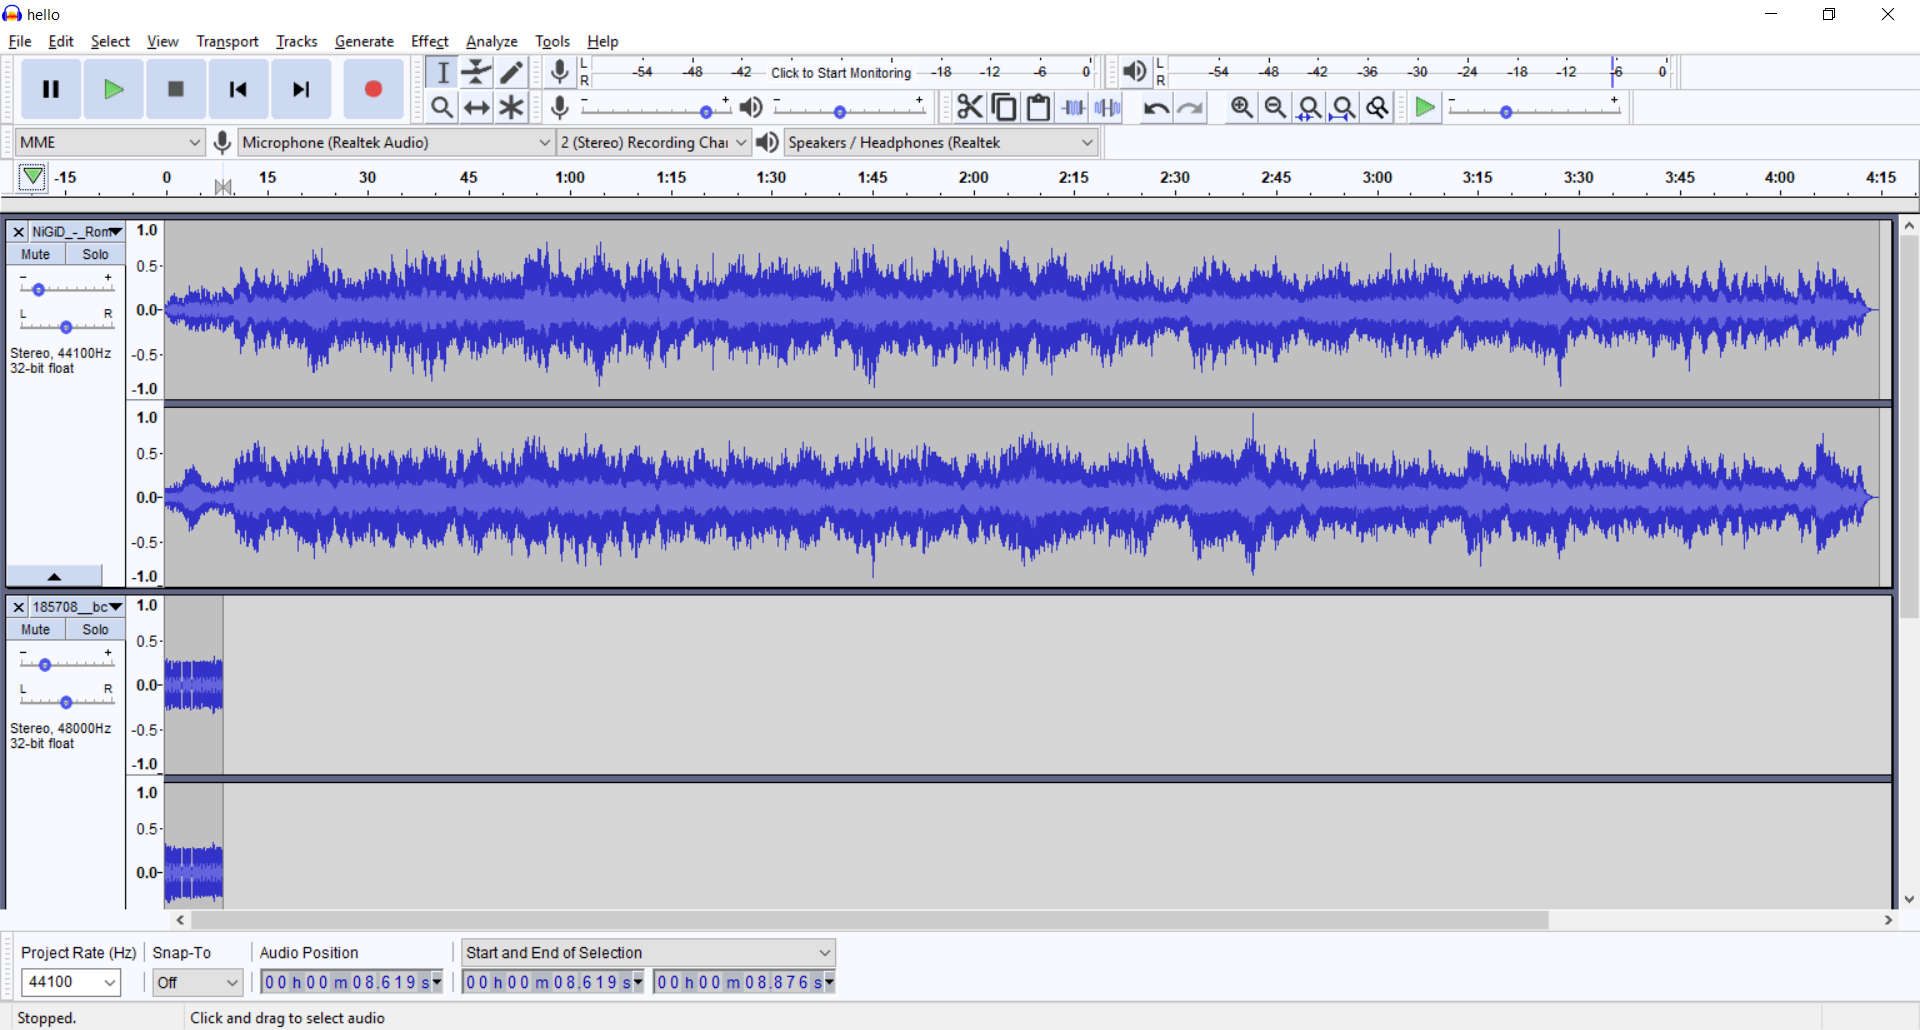 hello
File Edit Select View Transport Tracks Generate Effect Analyze Tools Help
L R -54 -48 -42 Click to Start Monitoring -18 -12 -6 0
L R -54 -48 -42 -36 -30 -24 -18 -12 -6 0
- + - + - +
MME Microphone (Realtek Audio) 2 (Stereo) Recording Chai Speakers / Headphones (Realtek
-15 0 15 30 45 1:00 1:15 1:30 1:45 2:00 2:15 2:30 2:45 3:00 3:15 3:30 3:45 4:00 4:15
NiGiD_-_Rom 1.0
Mute Solo
- + 0.5
L R 0.0
Stereo, 44100Hz -0.5
32-bit float
-1.0
1.0
0.5
0.0
-0.5
-1.0
185708__bc 1.0
Mute Solo
- + 0.5
L R 0.0
Stereo, 48000Hz -0.5
32-bit float
-1.0
1.0
0.5
0.0
Project Rate (Hz) Snap-To Audio Position Start and End of Selection
44100 Off 00 h 00 m 08.619 s 00 h 00 m 08.619 s 00 h 00 m 08.876 s
Stopped. Click and drag to select audio